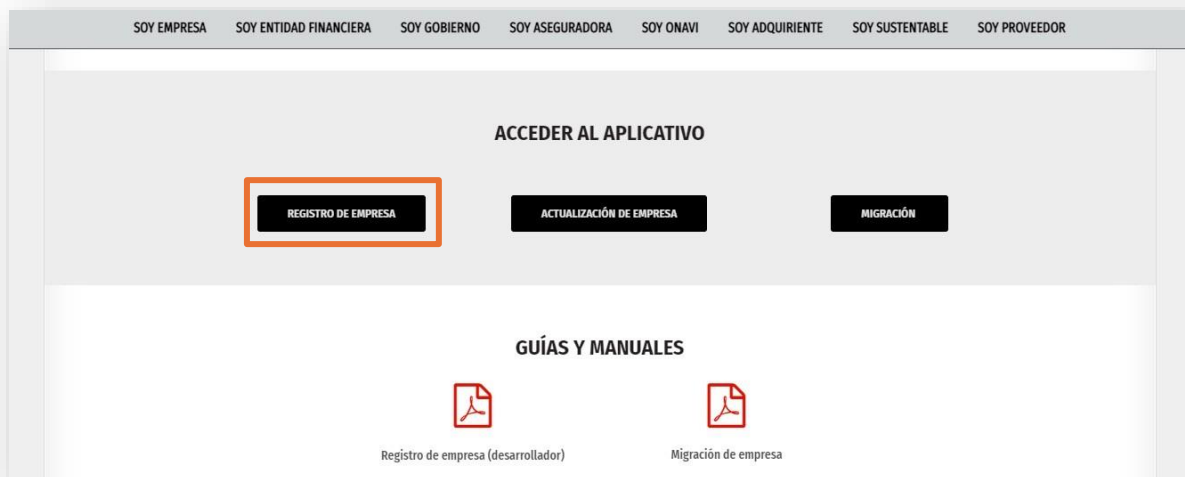 SOY EMPRESA SOY ENTIDAD FINANCIERA SOY GOBIERNO SOY ASEGURADORA SOY ONAVI SOY ADQUIRIENTE SOY SUSTENTABLE SOY PROVEEDOR
ACCEDER AL APLICATIVO
REGISTRO DE EMPRESA ACTUALIZACIÓN DE EMPRESA MIGRACIÓN
GUÍAS Y MANUALES
Registro de empresa (desarrollador) Migración de empresa